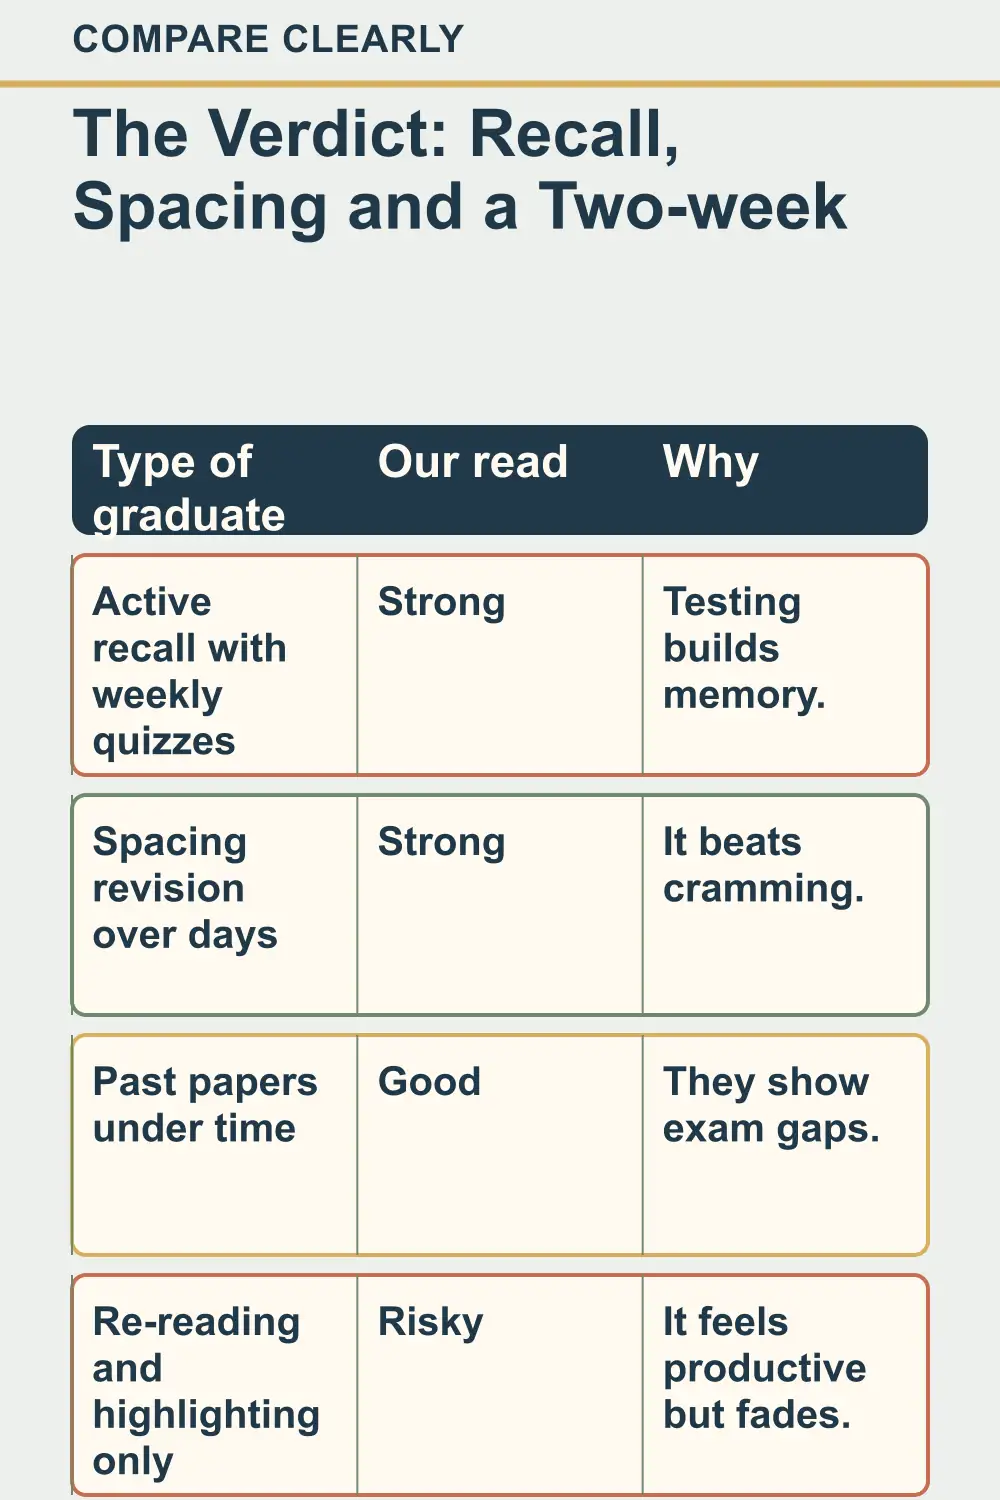 COMPARE CLEARLY
The Verdict: Recall,
Spacing and a Two-week
Type of
graduate
Our read
Why
Active
recall with
weekly
quizzes
Strong
Testing
builds
memory.
Spacing
revision
over days
Strong
It beats
cramming.
Past papers
under time
Good
They show
exam gaps.
Re-reading
and
highlighting
only
Risky
It feels
productive
but fades.